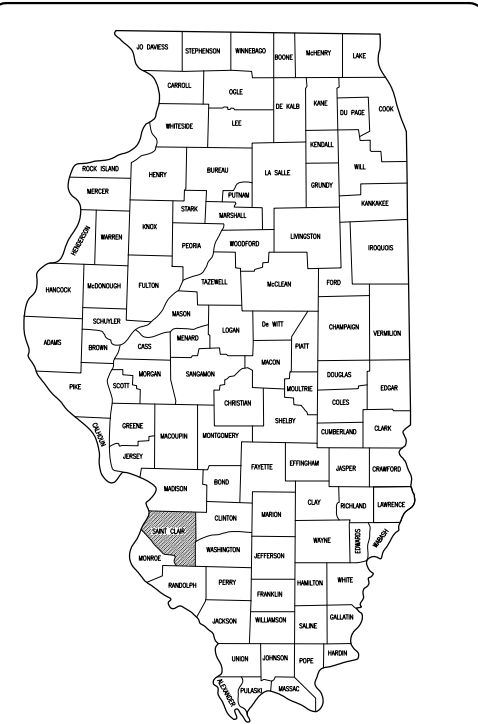 JO DAVIESS
STEPHENSON
WINNEBAGO
BOONE
McHENRY
LAKE
CARROLL
OGLE
DE KALB
KANE
COOK
DU PAGE
WHITESIDE
LEE
KENDALL
WILL
ROCK ISLAND
HENRY
BUREAU
LA SALLE
GRUNDY
MERCER
PUTNAM
KANKAKEE
STARK
MARSHALL
HENDERSON
WARREN
KNOX
PEORIA
WOODFORD
LIVINGSTON
IROQUOIS
HANCOCK
McDONOUGH
FULTON
TAZEWELL
McCLEAN
FORD
MASON
SCHUYLER
LOGAN
De WITT
CHAMPAIGN
VERMILION
ADAMS
BROWN
CASS
MENARD
PIATT
MACON
PIKE
SCOTT
MORGAN
SANGAMON
DOUGLAS
EDGAR
MOULTRIE
COLES
CHRISTIAN
CALHOUN
GREENE
MACOUPIN
MONTGOMERY
SHELBY
CUMBERLAND
CLARK
JERSEY
FAYETTE
EFFINGHAM
JASPER
CRAWFORD
MADISON
BOND
CLAY
RICHLAND
LAWRENCE
CLINTON
MARION
SAINT CLAIR
WAYNE
EDWARDS
WABASH
WASHINGTON
JEFFERSON
MONROE
RANDOLPH
PERRY
HAMILTON
WHITE
FRANKLIN
JACKSON
WILLIAMSON
SALINE
GALLATIN
UNION
JOHNSON
POPE
HARDIN
ALEXANDER
PULASKI
MASSAC